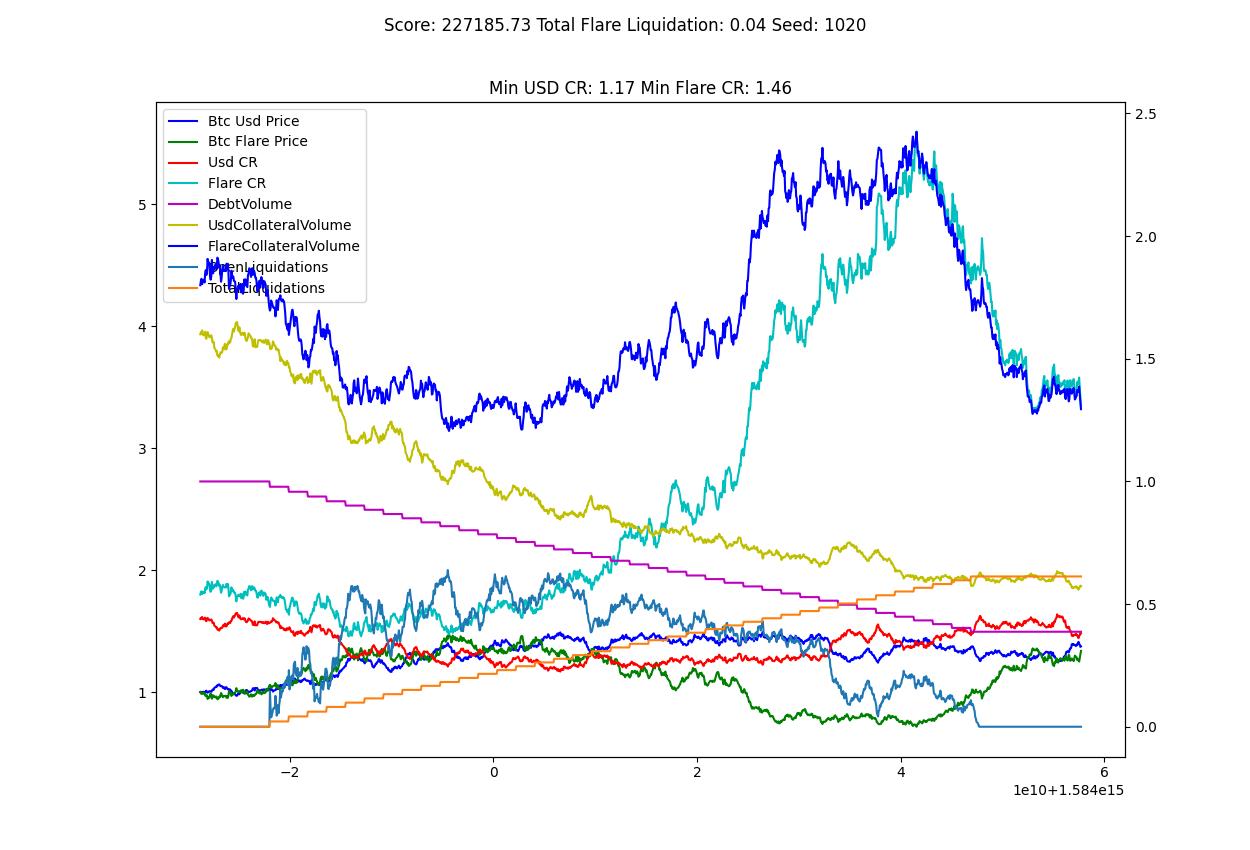 Score: 227185.73 Total Flare Liquidation: 0.04 Seed: 1020
Min USD CR: 1.17 Min Flare CR: 1.46
Btc Usd Price
Btc Flare Price
Usd CR
Flare CR
DebtVolume
UsdCollateralVolume
FlareCollateralVolume
OpenLiquidations
TotalLiquidations
5
4
3
2
1
2.5
2.0
1.5
1.0
0.5
0.0
−2
0
2
4
6
1e10+1.584e15